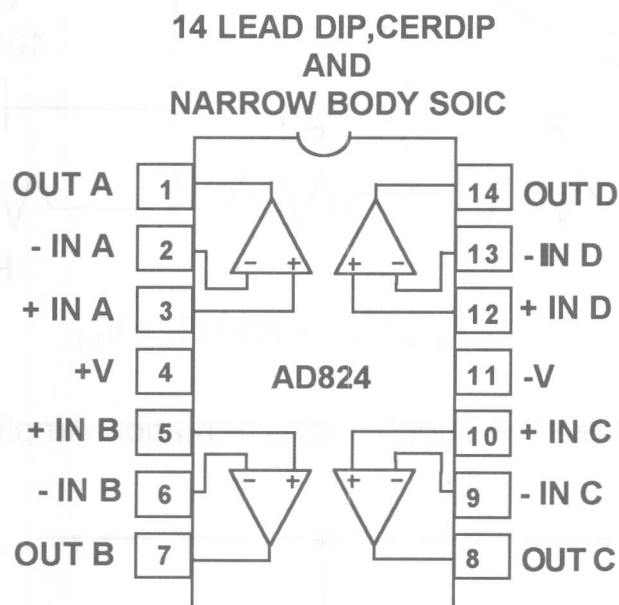 14 LEAD DIP,CERDIP
AND
NARROW BODY SOIC
OUT A 1 14 OUT D
- IN A 2 13 - IN D
+ IN A 3 12 + IN D
+V 4 AD824 11 -V
+ IN B 5 10 + IN C
- IN B 6 9 - IN C
OUT B 7 8 OUT C
- + + -
- + + -